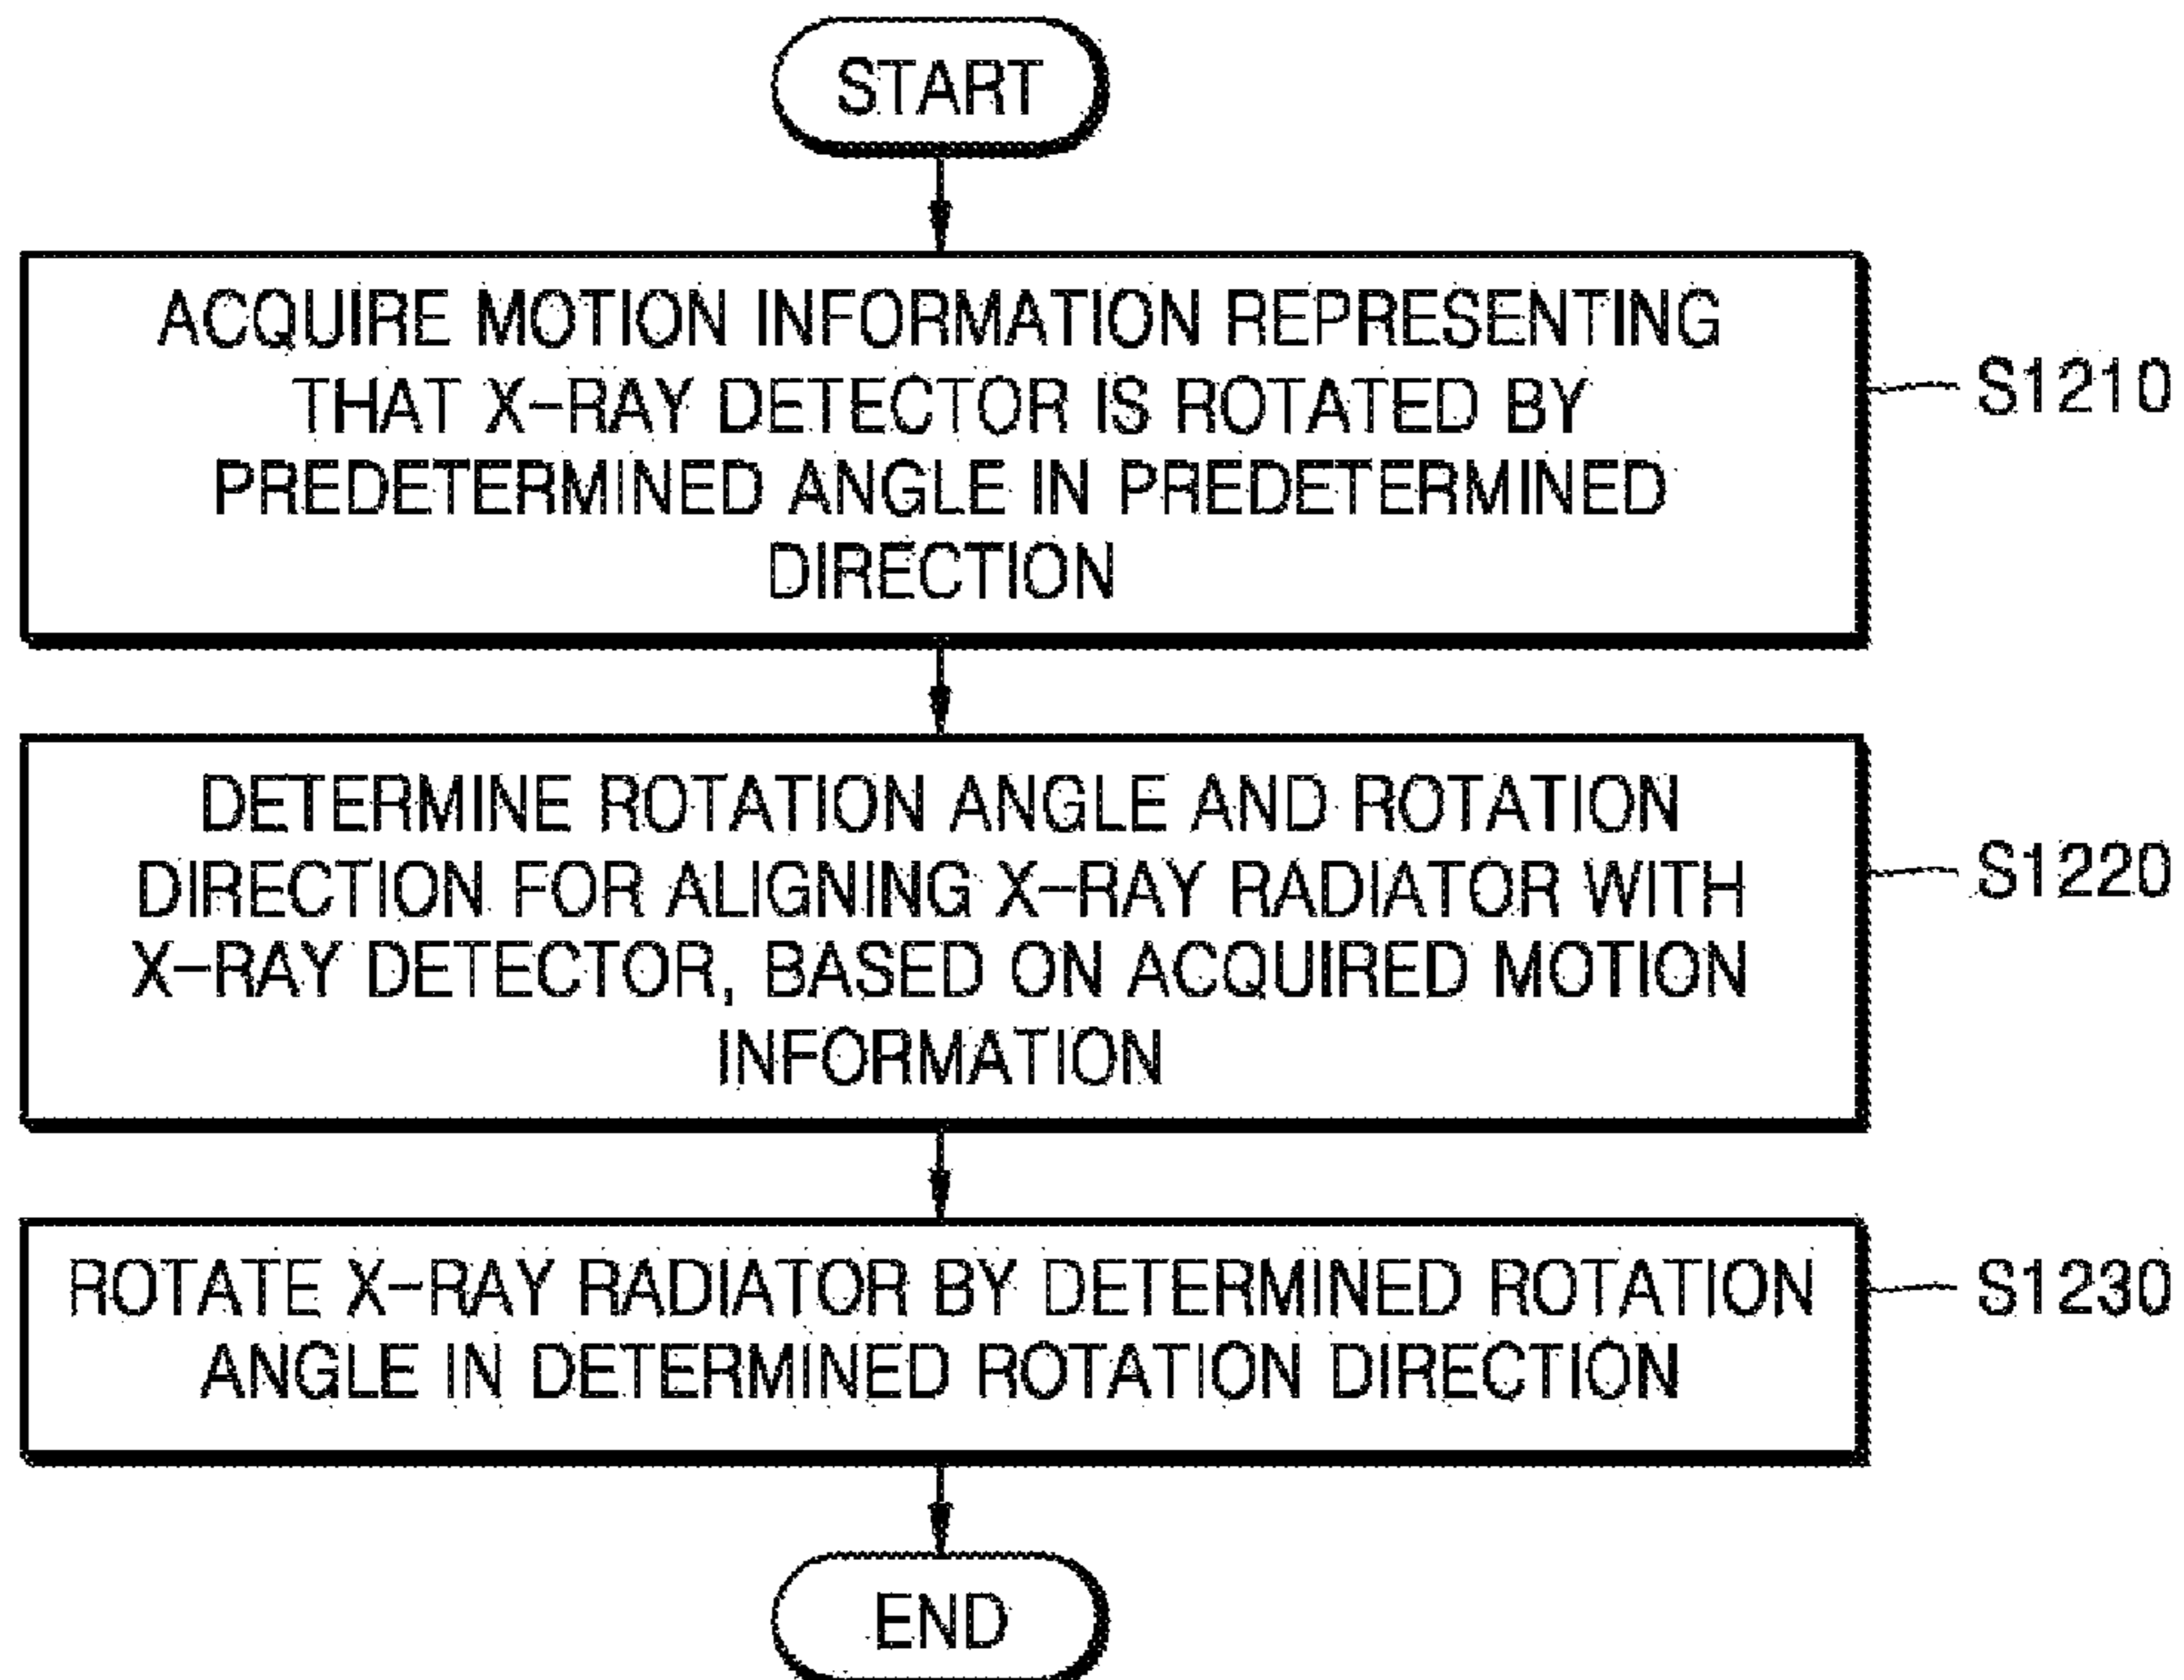 START
ACQUIRE MOTION INFORMATION REPRESENTING
THAT X-RAY DETECTOR IS ROTATED BY
PREDETERMINED ANGLE IN PREDETERMINED
DIRECTION
S1210
DETERMINE ROTATION ANGLE AND ROTATION
DIRECTION FOR ALIGNING X-RAY RADIATOR WITH
X-RAY DETECTOR, BASED ON ACQUIRED MOTION
INFORMATION
S1220
ROTATE X-RAY RADIATOR BY DETERMINED ROTATION
ANGLE IN DETERMINED ROTATION DIRECTION
S1230
END